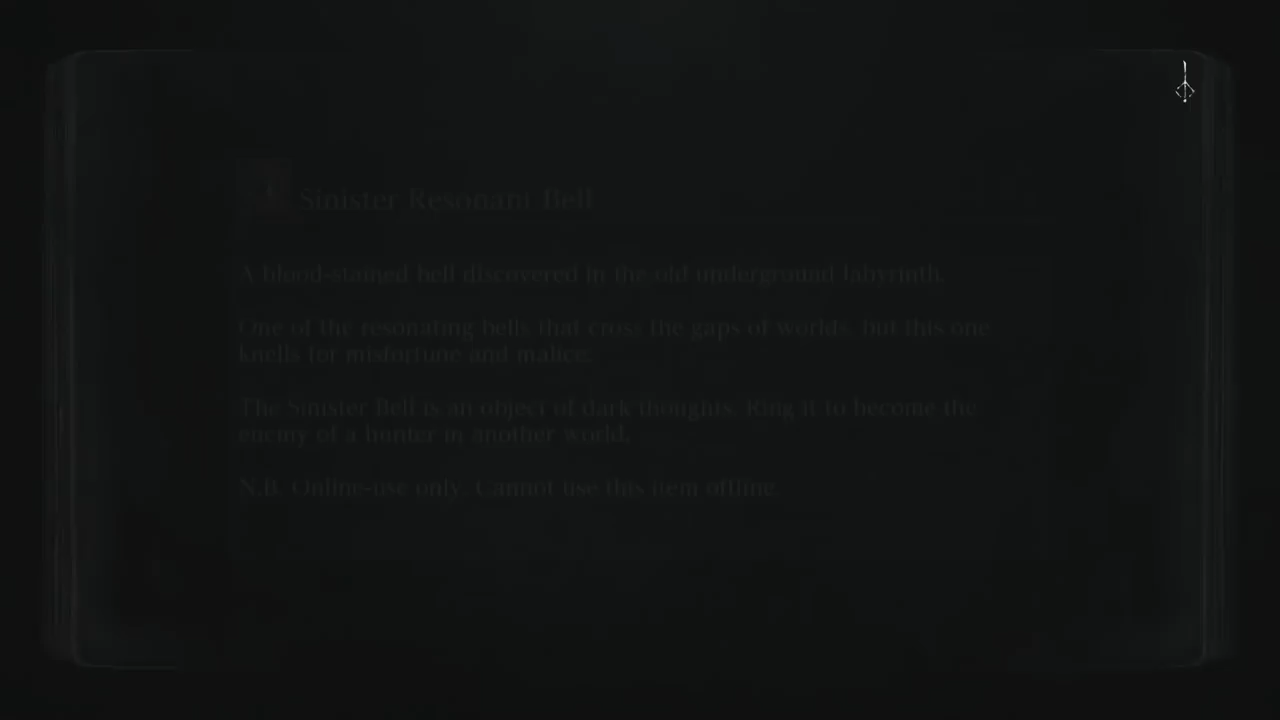 Sinister Resonant Bell
A blood-stained bell discovered in the old underground labyrinth.
One of the resonating bells that cross the gaps of worlds, but this one
knells for misfortune and malice.
The Sinister Bell is an object of dark thoughts. Ring it to become the
enemy of a hunter in another world.
N.B. Online-use only. Cannot use this item offline.